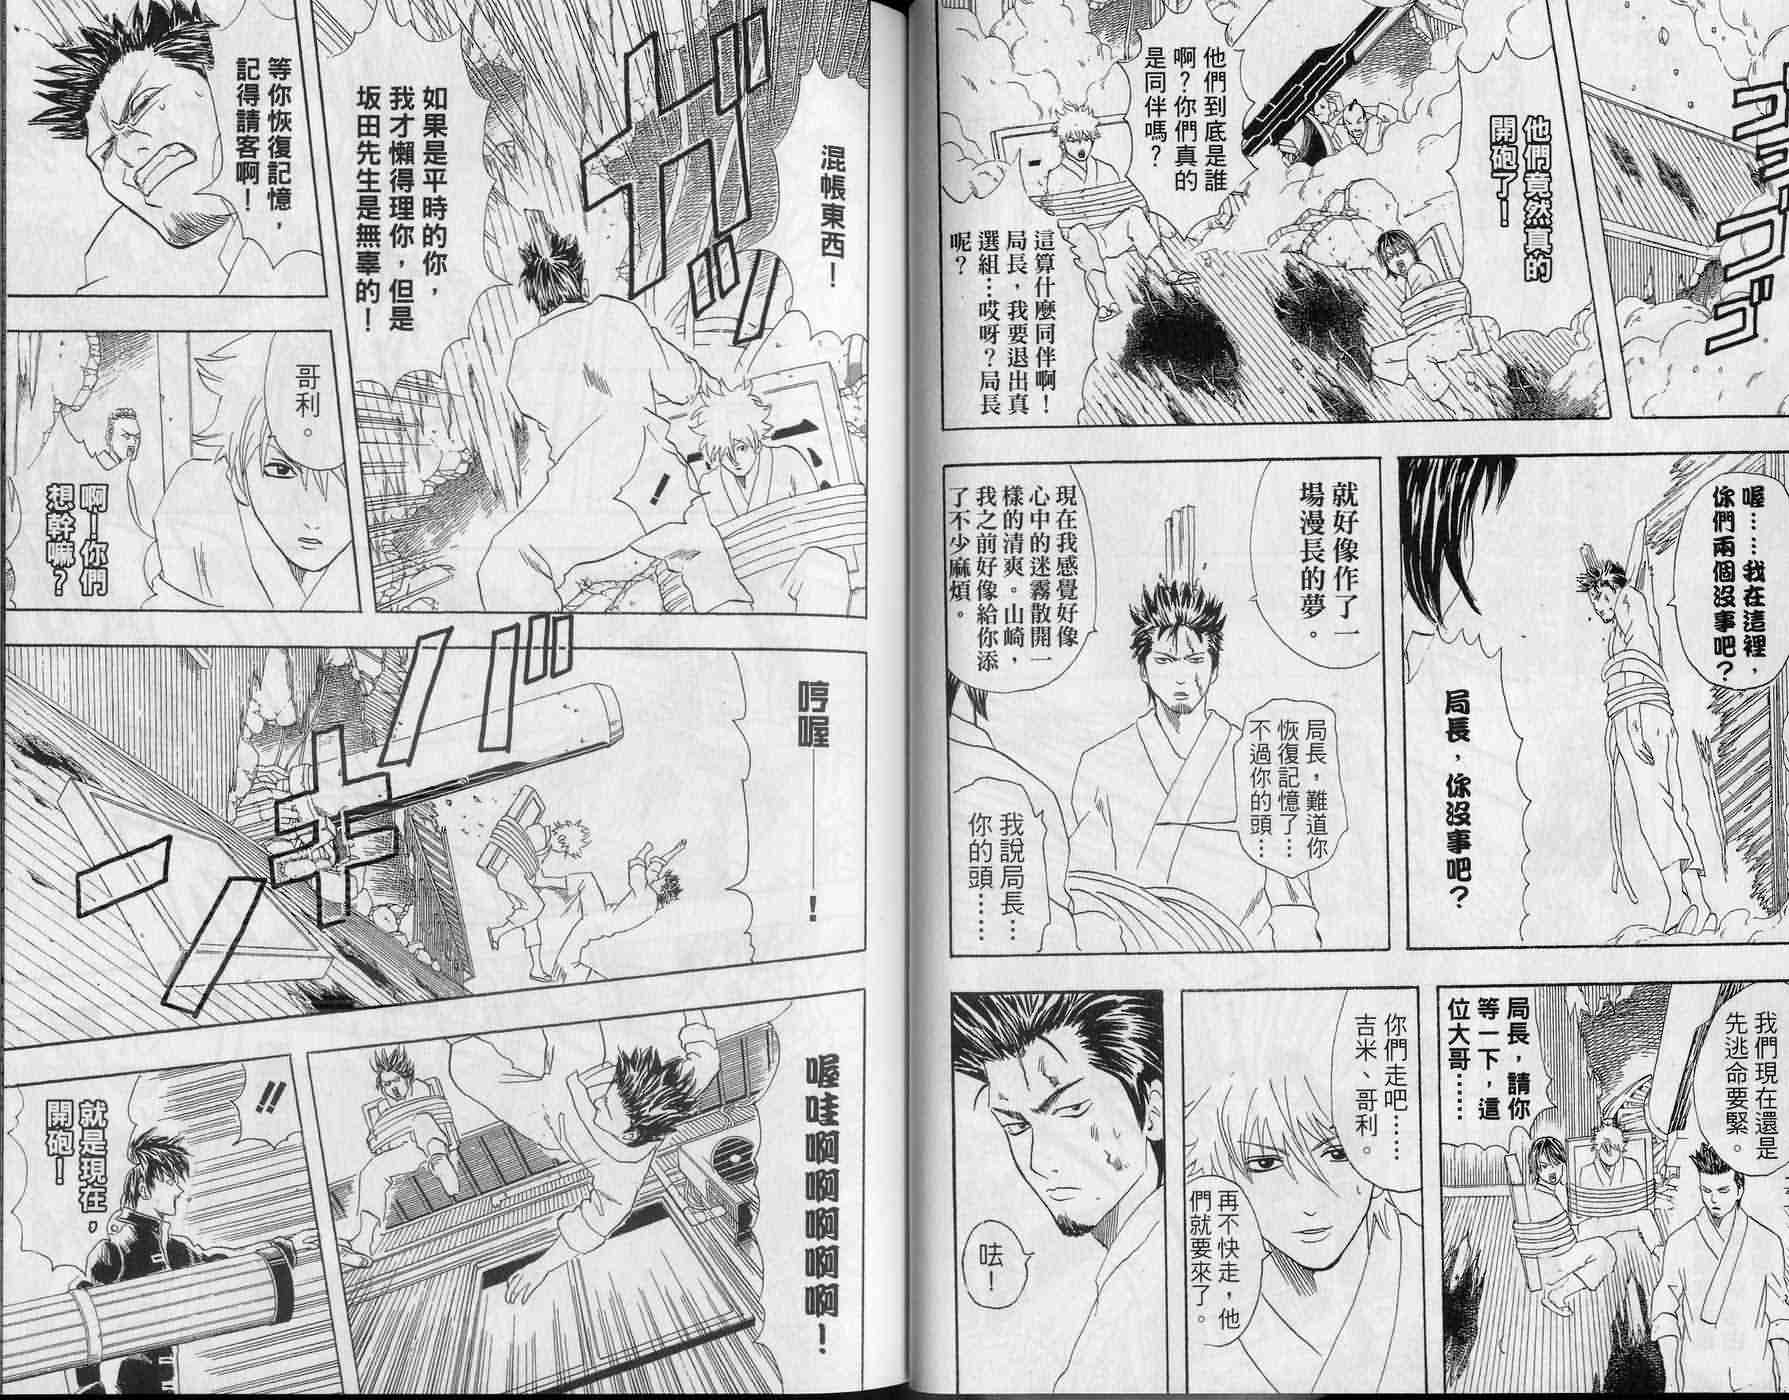 ゴゴゴゴ
他們竟然真的
開砲了！
他們到底是誰
啊？你們真的
是同伴嗎？
這算什麼同伴啊！
局長，我要退出真
選組…哎呀？局長
呢？
喔……我在這裡，
你們兩個沒事吧？
局長，你沒事吧？
就好像作了一
場漫長的夢。
現在我感覺好像
心中的迷霧散開一
樣的清爽。山崎，
我之前好像給你添
了不少麻煩。
局長，難道你
恢復記憶了…
不過你的頭…
我說局長…
你的頭……
我們現在還是
先逃命要緊。
局長，請你
等一下，這
位大哥……
你們走吧……
吉米、哥利。
再不快走，他
們就要來了。
呿！
混帳東西！
ガガガ
如果是平時的你，
我才懶得理你，但是
坂田先生是無辜的！
！
等你恢復記憶，
記得請客啊！
哥利。
啊！你們
想幹嘛？
哼喔——！
喔哇啊啊啊啊啊啊！
!!
就是現在，
開砲！